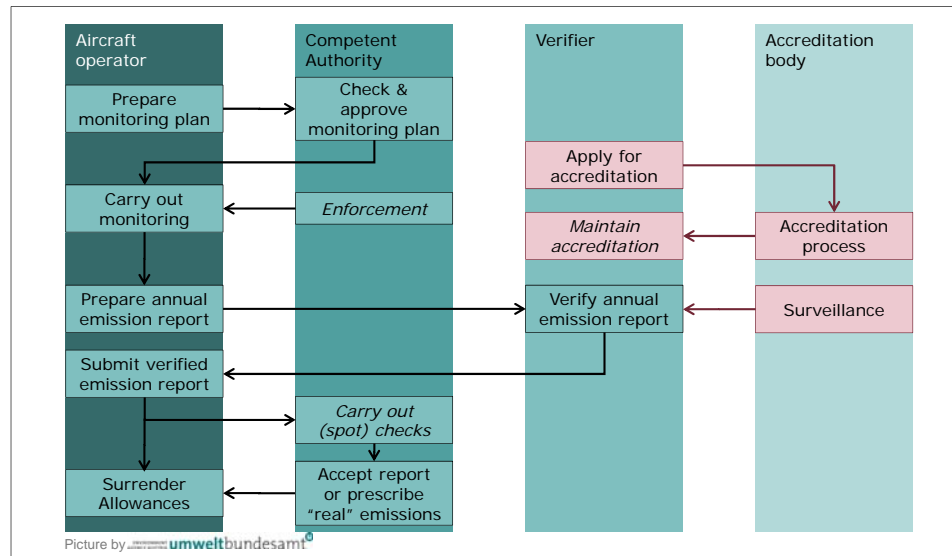 Aircraft
operator
Competent
Authority
Verifier
Accreditation
body
Prepare
monitoring plan
Check &
approve
monitoring plan
Apply for
accreditation
Carry out
monitoring
Enforcement
Maintain
accreditation
Accreditation
process
Prepare annual
emission report
Verify annual
emission report
Surveillance
Submit verified
emission report
Carry out
(spot) checks
Surrender
Allowances
Accept report
or prescribe
"real" emissions
Picture by umweltbundesamt